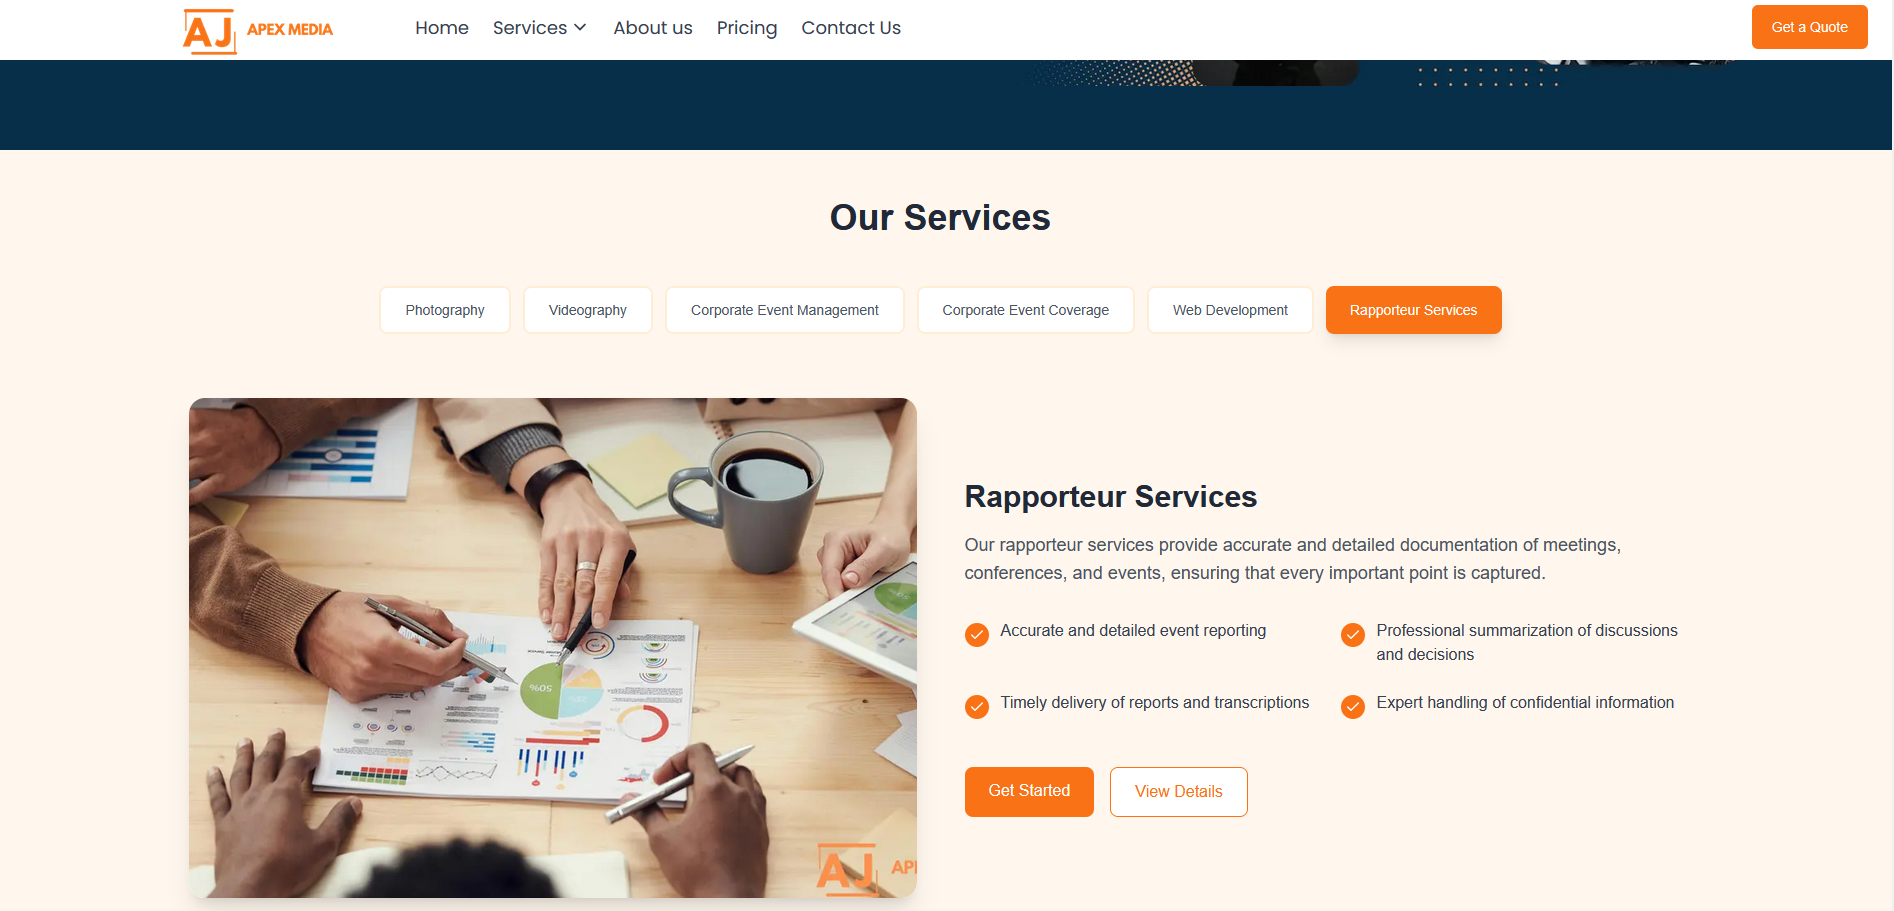 AJ APEX MEDIA
Home Services About us Pricing Contact Us
Get a Quote
Our Services
Photography
Videography
Corporate Event Management
Corporate Event Coverage
Web Development
Rapporteur Services
Rapporteur Services
Our rapporteur services provide accurate and detailed documentation of meetings,
conferences, and events, ensuring that every important point is captured.
Accurate and detailed event reporting
Professional summarization of discussions
and decisions
Timely delivery of reports and transcriptions
Expert handling of confidential information
Get Started
View Details
50%
AJ AP